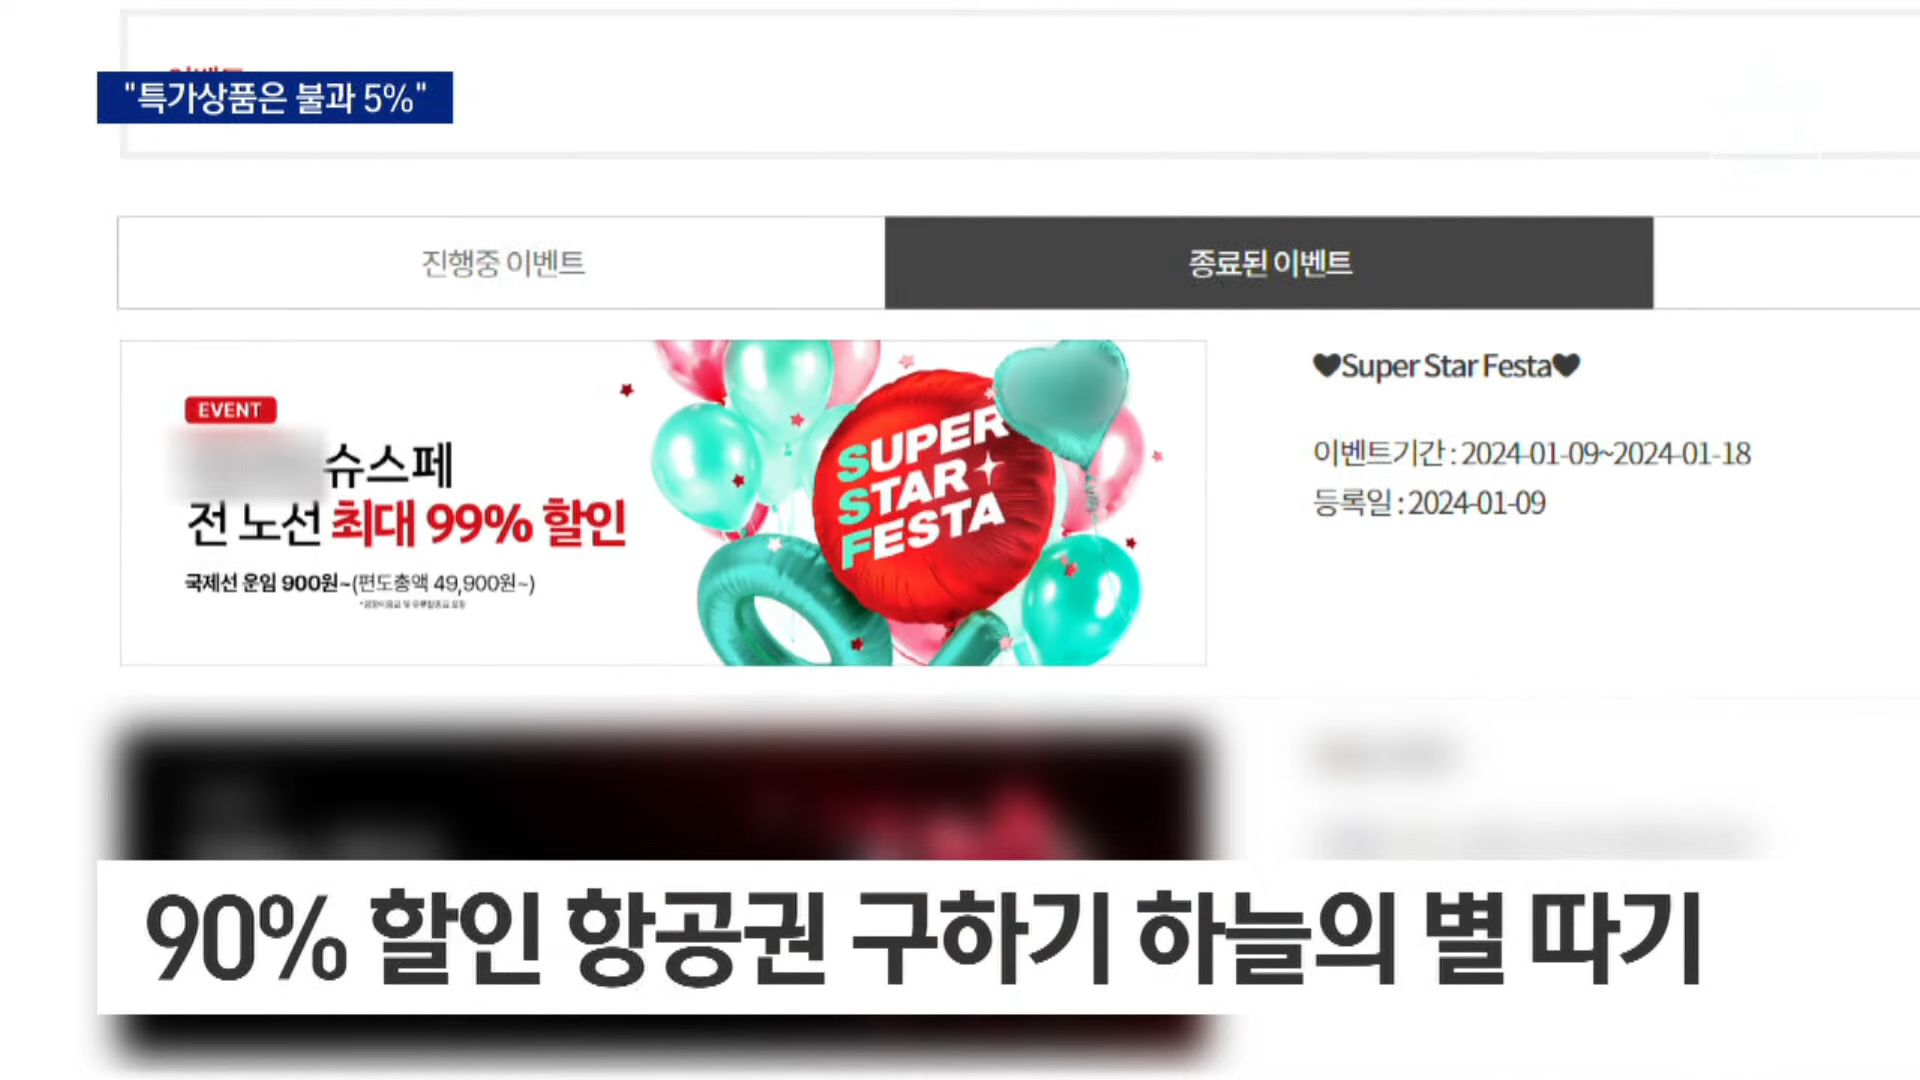 "특가상품은 불과 5%"
진행중 이벤트
종료된 이벤트
EVENT
슈스페
전 노선 최대 99% 할인
국제선 운임 900원~(편도총액 49,900원~)
SUPER
STAR
FESTA
♥Super Star Festa♥
이벤트기간 : 2024-01-09~2024-01-18
등록일 : 2024-01-09
90% 할인 항공권 구하기 하늘의 별 따기